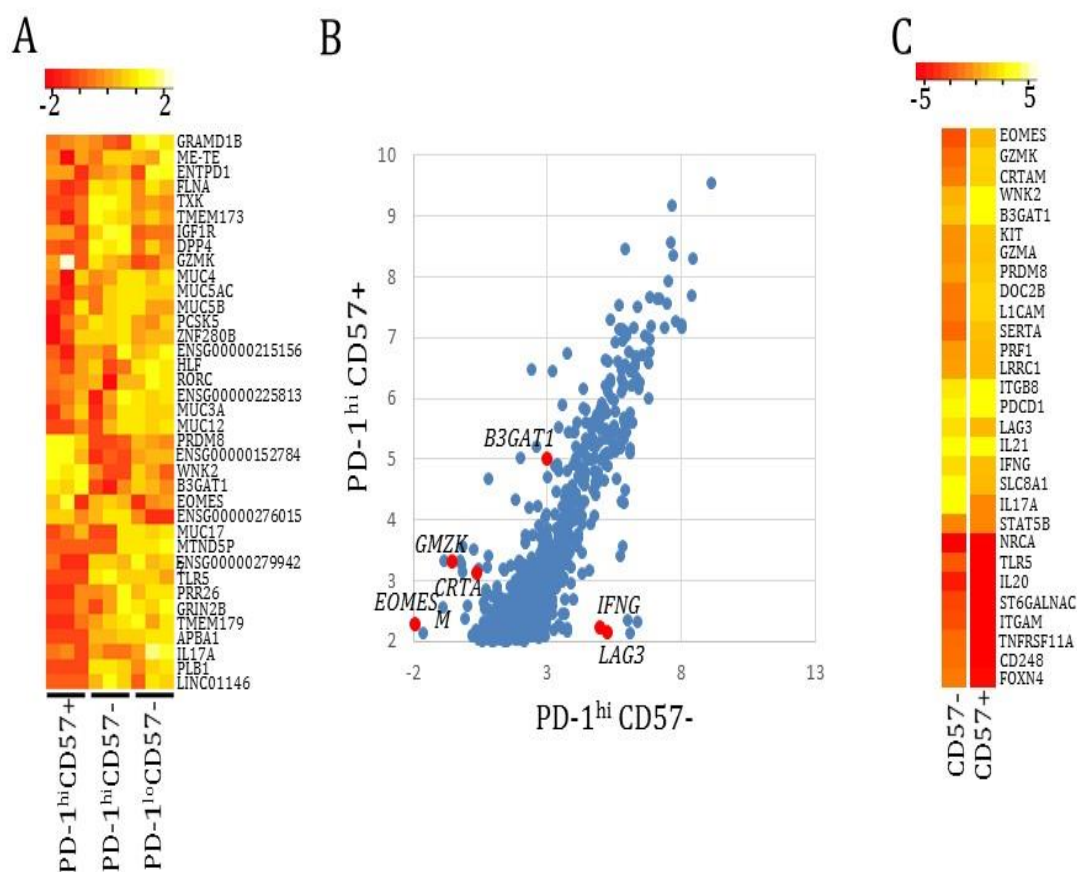 A
-2 2
GRAMD1B
ME-TE
ENTPD1
FLNA
TXK
TMEM173
IGF1R
DPP4
GZMK
MUC4
MUC5AC
MUC5B
PCSK5
ZNF280B
ENSG00000215156
HLF
RORC
ENSG00000225813
MUC3A
MUC12
PRDM8
ENSG00000152784
WNK2
B3GAT1
EOMES
ENSG00000276015
MUC17
MTND5P
ENSG00000279942
TLR5
PRR26
GRIN2B
TMEM179
APBA1
IL17A
PLB1
LINC01146
PD-1hiCD57+
PD-1hiCD57-
PD-1loCD57-
B
PD-1hi CD57+
10
9
8
7
6
5
4
3
2
B3GAT1
GMZK
CRTA
M
EOMES
IFNG
LAG3
-2 3 8 13
PD-1hi CD57-
C
-5 5
EOMES
GZMK
CRTAM
WNK2
B3GAT1
KIT
GZMA
PRDM8
DOC2B
L1CAM
SERTA
PRF1
LRRC1
ITGB8
PDCD1
LAG3
IL21
IFNG
SLC8A1
IL17A
STAT5B
NRCA
TLR5
IL20
ST6GALNAC
ITGAM
TNFRSF11A
CD248
FOXN4
CD57-
CD57+